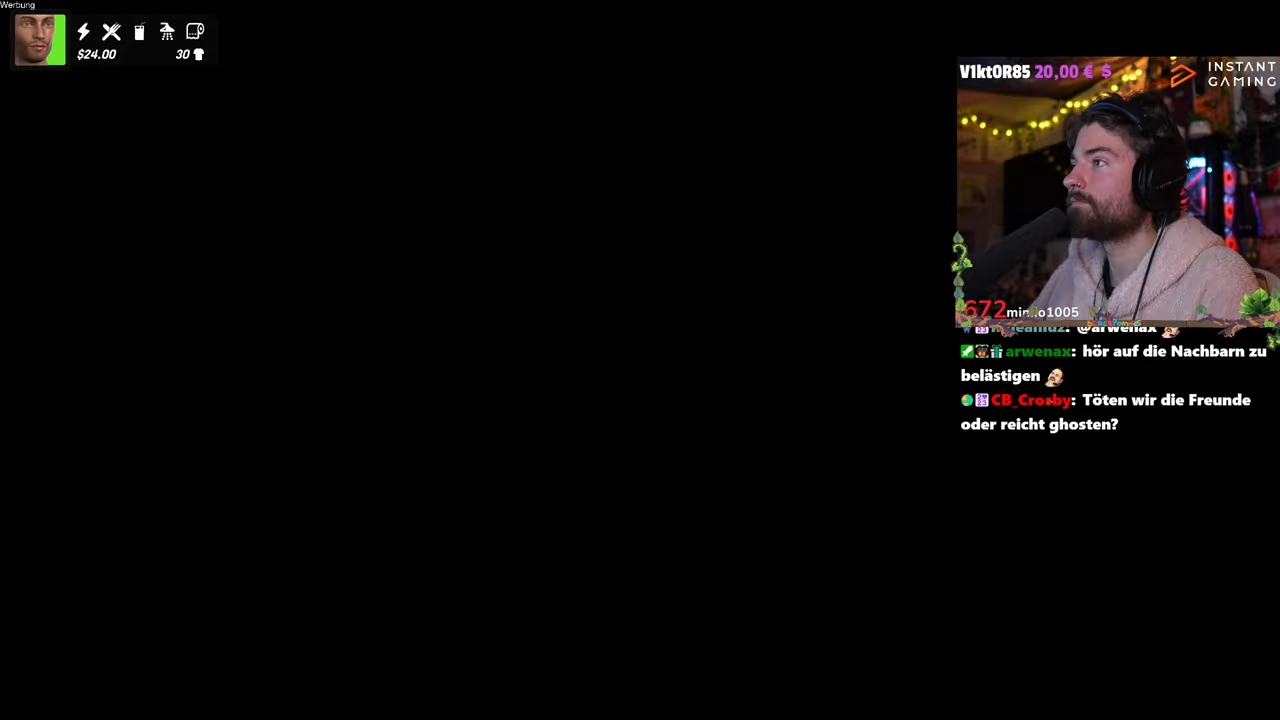 Werbung
$24.00
30
V1ktOR85 20,00 € $
INSTANT
GAMING
672
arwenax: hör auf die Nachbarn zu
belästigen
CB_Crosby: Töten wir die Freunde
oder reicht ghosten?